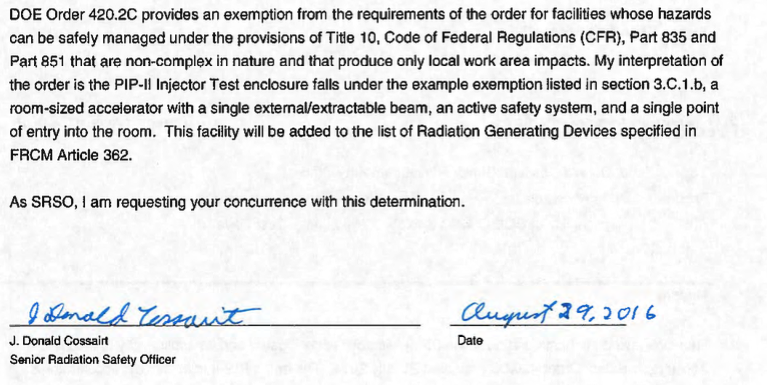 DOE Order 420.2C provides an exemption from the requirements of the order for facilities whose hazards
can be safely managed under the provisions of Title 10, Code of Federal Regulations (CFR), Part 835 and
Part 851 that are non-complex in nature and that produce only local work area impacts. My interpretation of
the order is the PIP-II Injector Test enclosure falls under the example exemption listed in section 3.C.1.b, a
room-sized accelerator with a single external/extractable beam, an active safety system, and a single point
of entry into the room. This facility will be added to the list of Radiation Generating Devices specified in
FRCM Article 362.
As SRSO, I am requesting your concurrence with this determination.
J Donald Cossairt August 29, 2016
J. Donald Cossairt Date
Senior Radiation Safety Officer